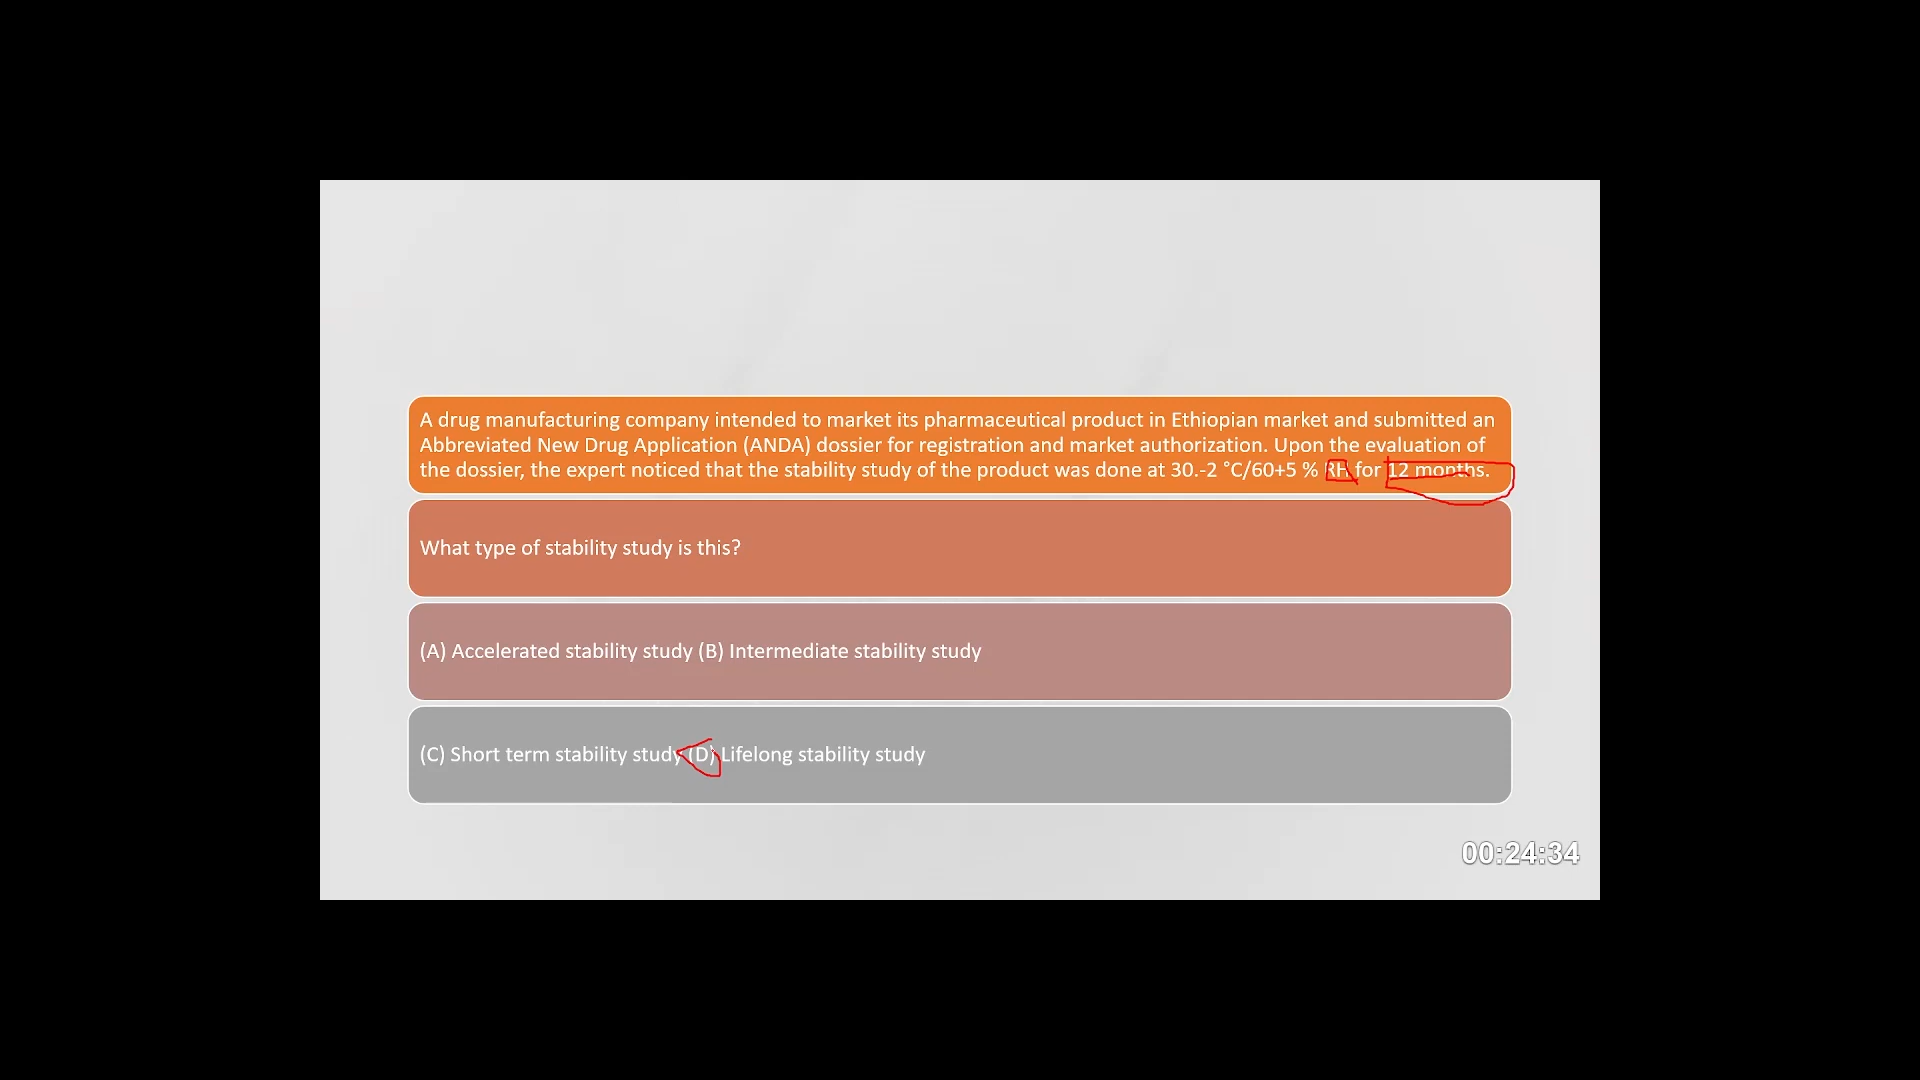 A drug manufacturing company intended to market its pharmaceutical product in Ethiopian market and submitted an
Abbreviated New Drug Application (ANDA) dossier for registration and market authorization. Upon the evaluation of
the dossier, the expert noticed that the stability study of the product was done at 30.-2 °C/60+5 % RH for 12 months.
What type of stability study is this?
(A) Accelerated stability study (B) Intermediate stability study
(C) Short term stability study (D) Lifelong stability study
00:24:34